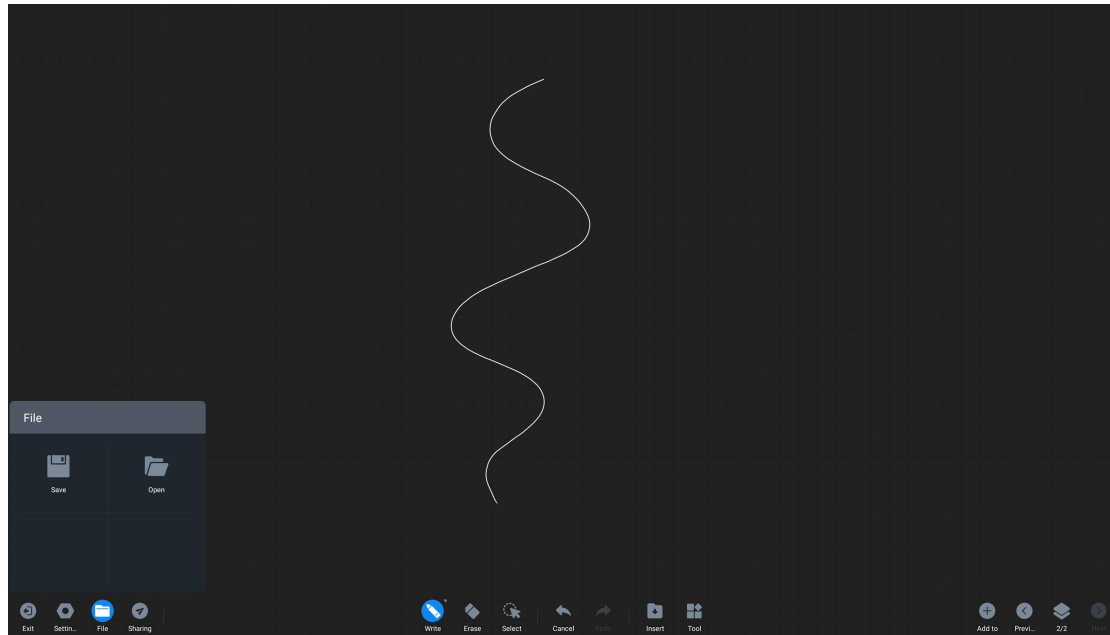 File
Save
Open
Exit
Settin...
File
Sharing
Write
Erase
Select
Cancel
Redo
Insert
Tool
Add to
Previ...
2/2
Next